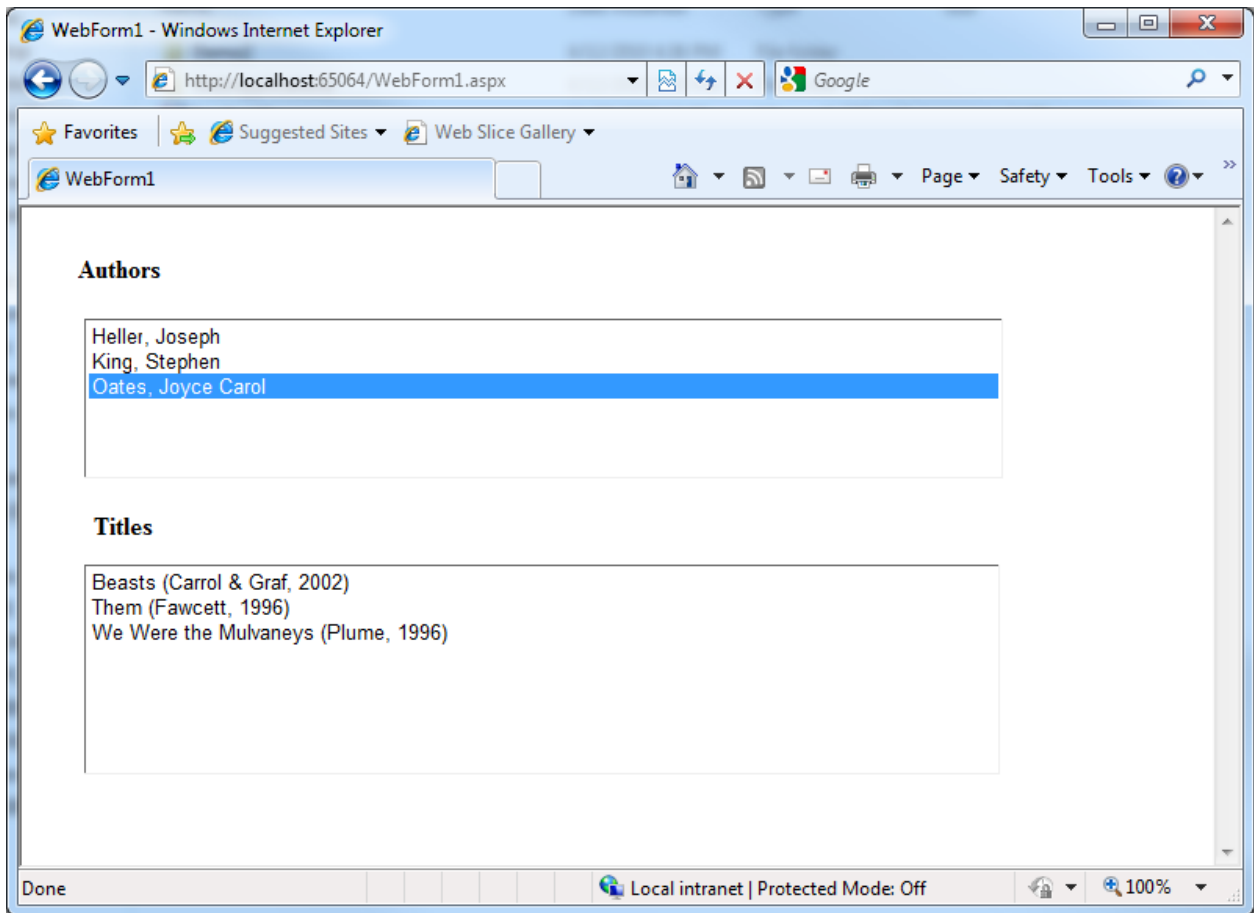 WebForm1 - Windows Internet Explorer
http://localhost:65064/WebForm1.aspx
Google
Favorites Suggested Sites Web Slice Gallery
WebForm1 Page Safety Tools
Authors
Heller, Joseph
King, Stephen
Oates, Joyce Carol
Titles
Beasts (Carrol & Graf, 2002)
Them (Fawcett, 1996)
We Were the Mulvaneys (Plume, 1996)
Done Local intranet | Protected Mode: Off 100%